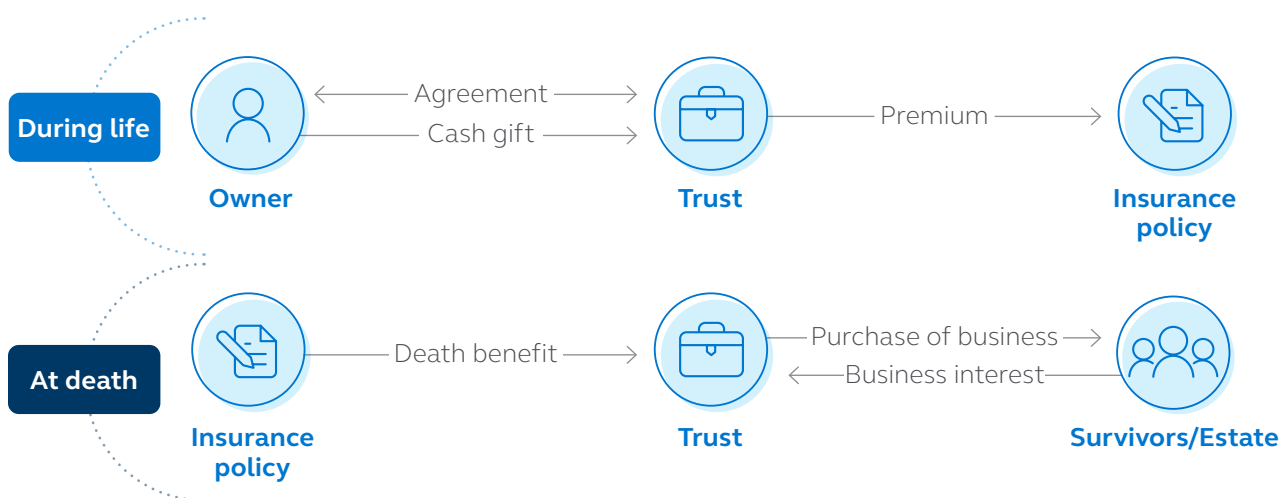 During life
Agreement
Cash gift
Premium
Owner
Trust
Insurance
policy
At death
Death benefit
Purchase of business
Business interest
Insurance
policy
Trust
Survivors/Estate